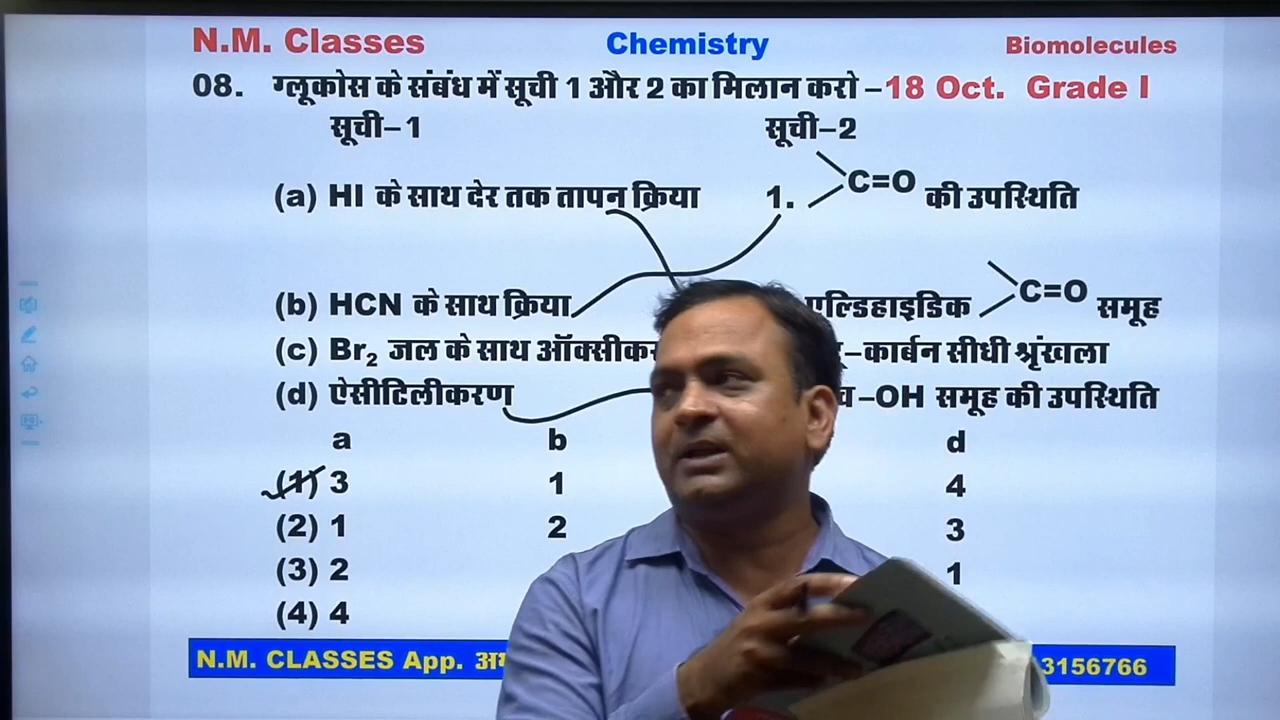 N.M. Classes Chemistry Biomolecules
08. ग्लूकोस के संबंध में सूची 1 और 2 का मिलान करो –18 Oct. Grade I
सूची–1 सूची–2
(a) HI के साथ देर तक तापन क्रिया 1. C=O की उपस्थिति
(b) HCN के साथ क्रिया एल्डिहाइडिक C=O समूह
(c) Br₂ जल के साथ –कार्बन सीधी श्रृंखला
(d) ऐसीटिलीकरण –OH समूह की उपस्थिति
a b d
(1) 3 1 4
(2) 1 2 3
(3) 2 1
(4) 4
N.M. CLASSES App. 3156766